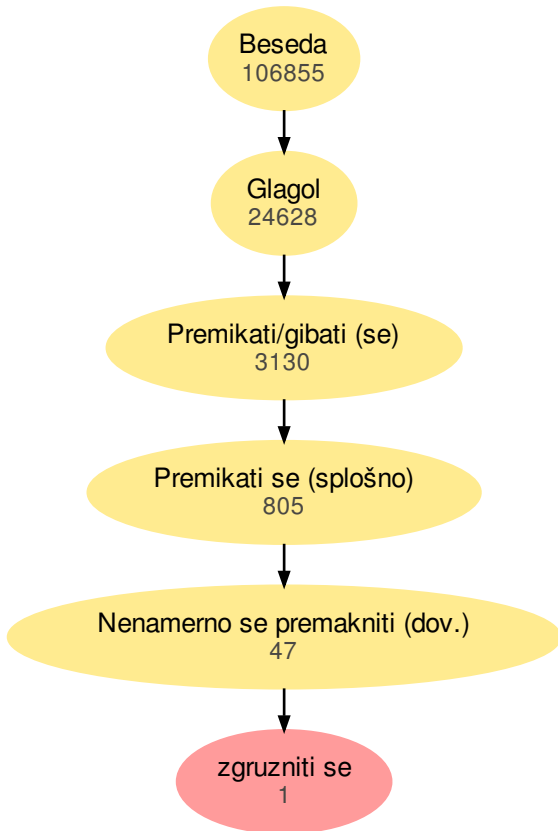 Beseda
106855
Glagol
24628
Premikati/gibati (se)
3130
Premikati se (splošno)
805
Nenamerno se premakniti (dov.)
47
zgruzniti se
1